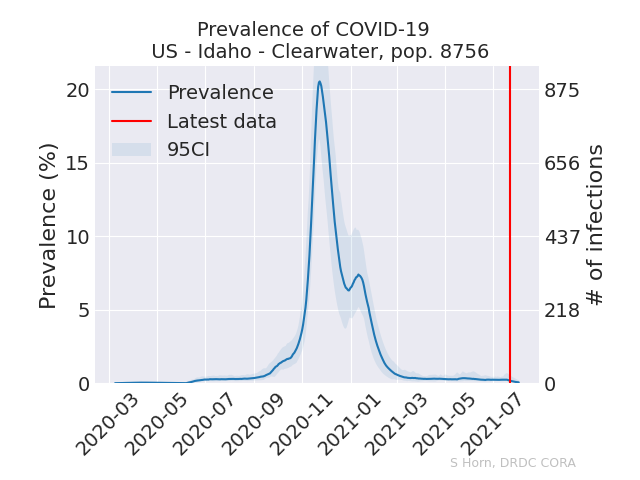 Prevalence of COVID-19
US - Idaho - Clearwater, pop. 8756
Prevalence
Latest data
95CI
Prevalence (%)
20
15
10
5
0
875
656
437
218
0
# of infections
2020-03
2020-05
2020-07
2020-09
2020-11
2021-01
2021-03
2021-05
2021-07
S Horn, DRDC CORA